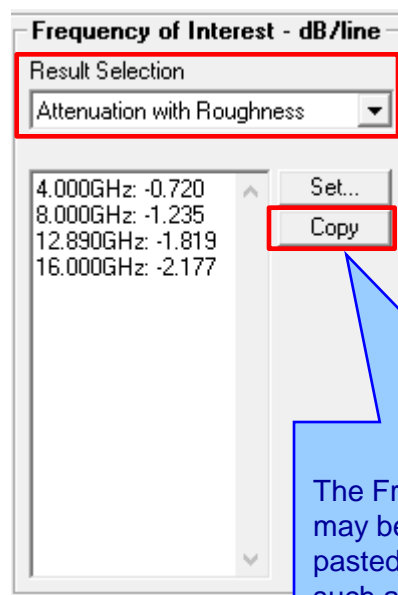 Frequency of Interest - dB/line
Result Selection
Attenuation with Roughness
4.000GHz: -0.720
8.000GHz: -1.235
12.890GHz: -1.819
16.000GHz: -2.177
Set...
Copy
The
may be
pasted
such